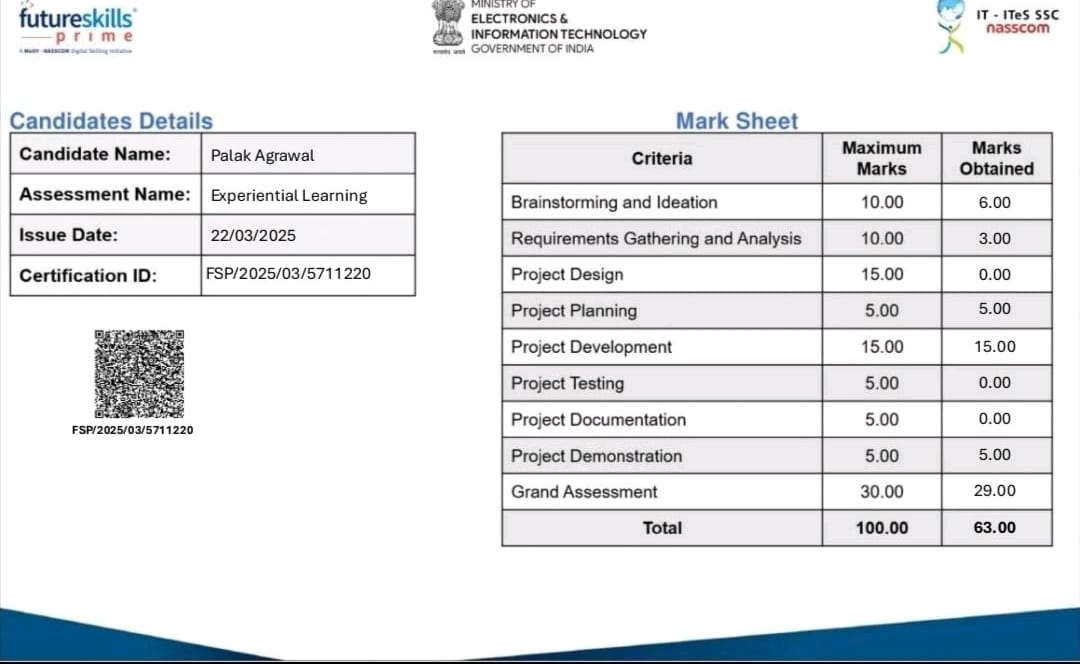 futureskills
prime
A MeitY - NASSCOM Digital Skilling Initiative
MINISTRY OF
ELECTRONICS &
INFORMATION TECHNOLOGY
GOVERNMENT OF INDIA
सत्यमेव जयते
IT - ITeS SSC
nasscom
Candidates Details
Candidate Name: Palak Agrawal
Assessment Name: Experiential Learning
Issue Date: 22/03/2025
Certification ID: FSP/2025/03/5711220
FSP/2025/03/5711220
Mark Sheet
Criteria Maximum Marks Marks Obtained
Brainstorming and Ideation 10.00 6.00
Requirements Gathering and Analysis 10.00 3.00
Project Design 15.00 0.00
Project Planning 5.00 5.00
Project Development 15.00 15.00
Project Testing 5.00 0.00
Project Documentation 5.00 0.00
Project Demonstration 5.00 5.00
Grand Assessment 30.00 29.00
Total 100.00 63.00